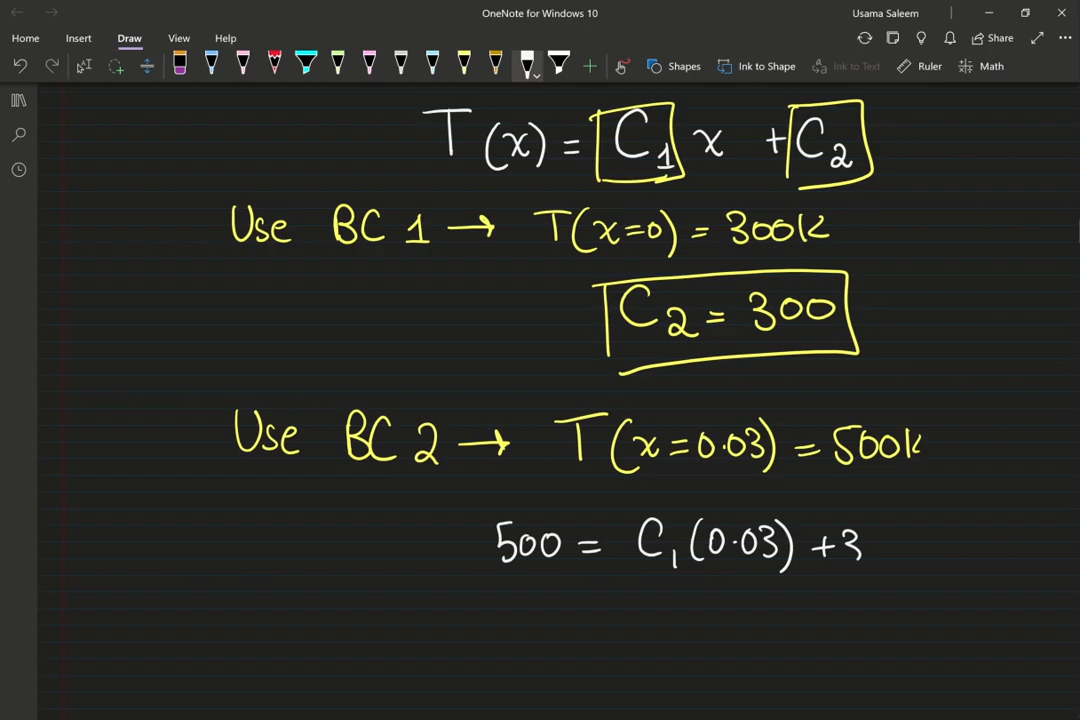 OneNote for Windows 10
Usama Saleem
Home Insert Draw View Help
Share
Shapes Ink to Shape Ink to Text Ruler Math
T(x) = C₁ x + C₂
Use BC 1 → T(x=0) = 300K
C₂ = 300
Use BC 2 → T(x=0.03) = 500K
500 = C₁(0.03) + 3